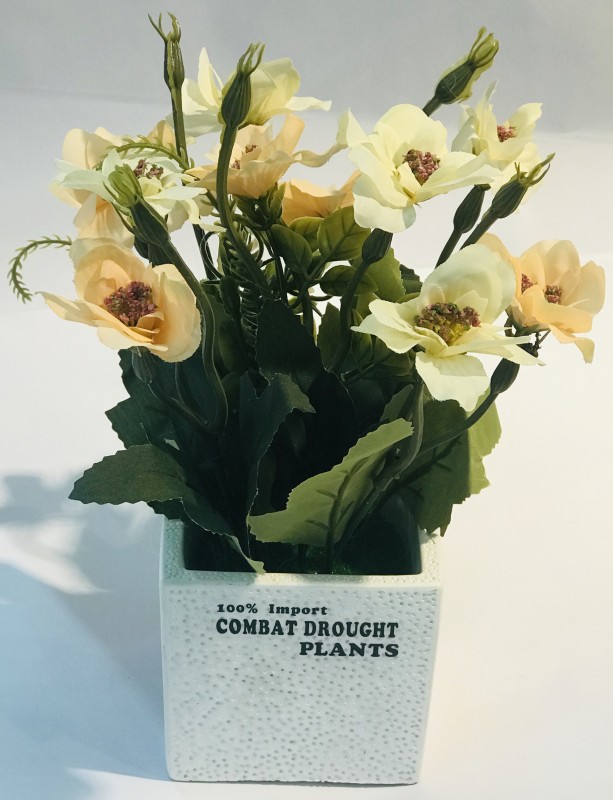 100% Import
COMBAT DROUGHT
PLANTS